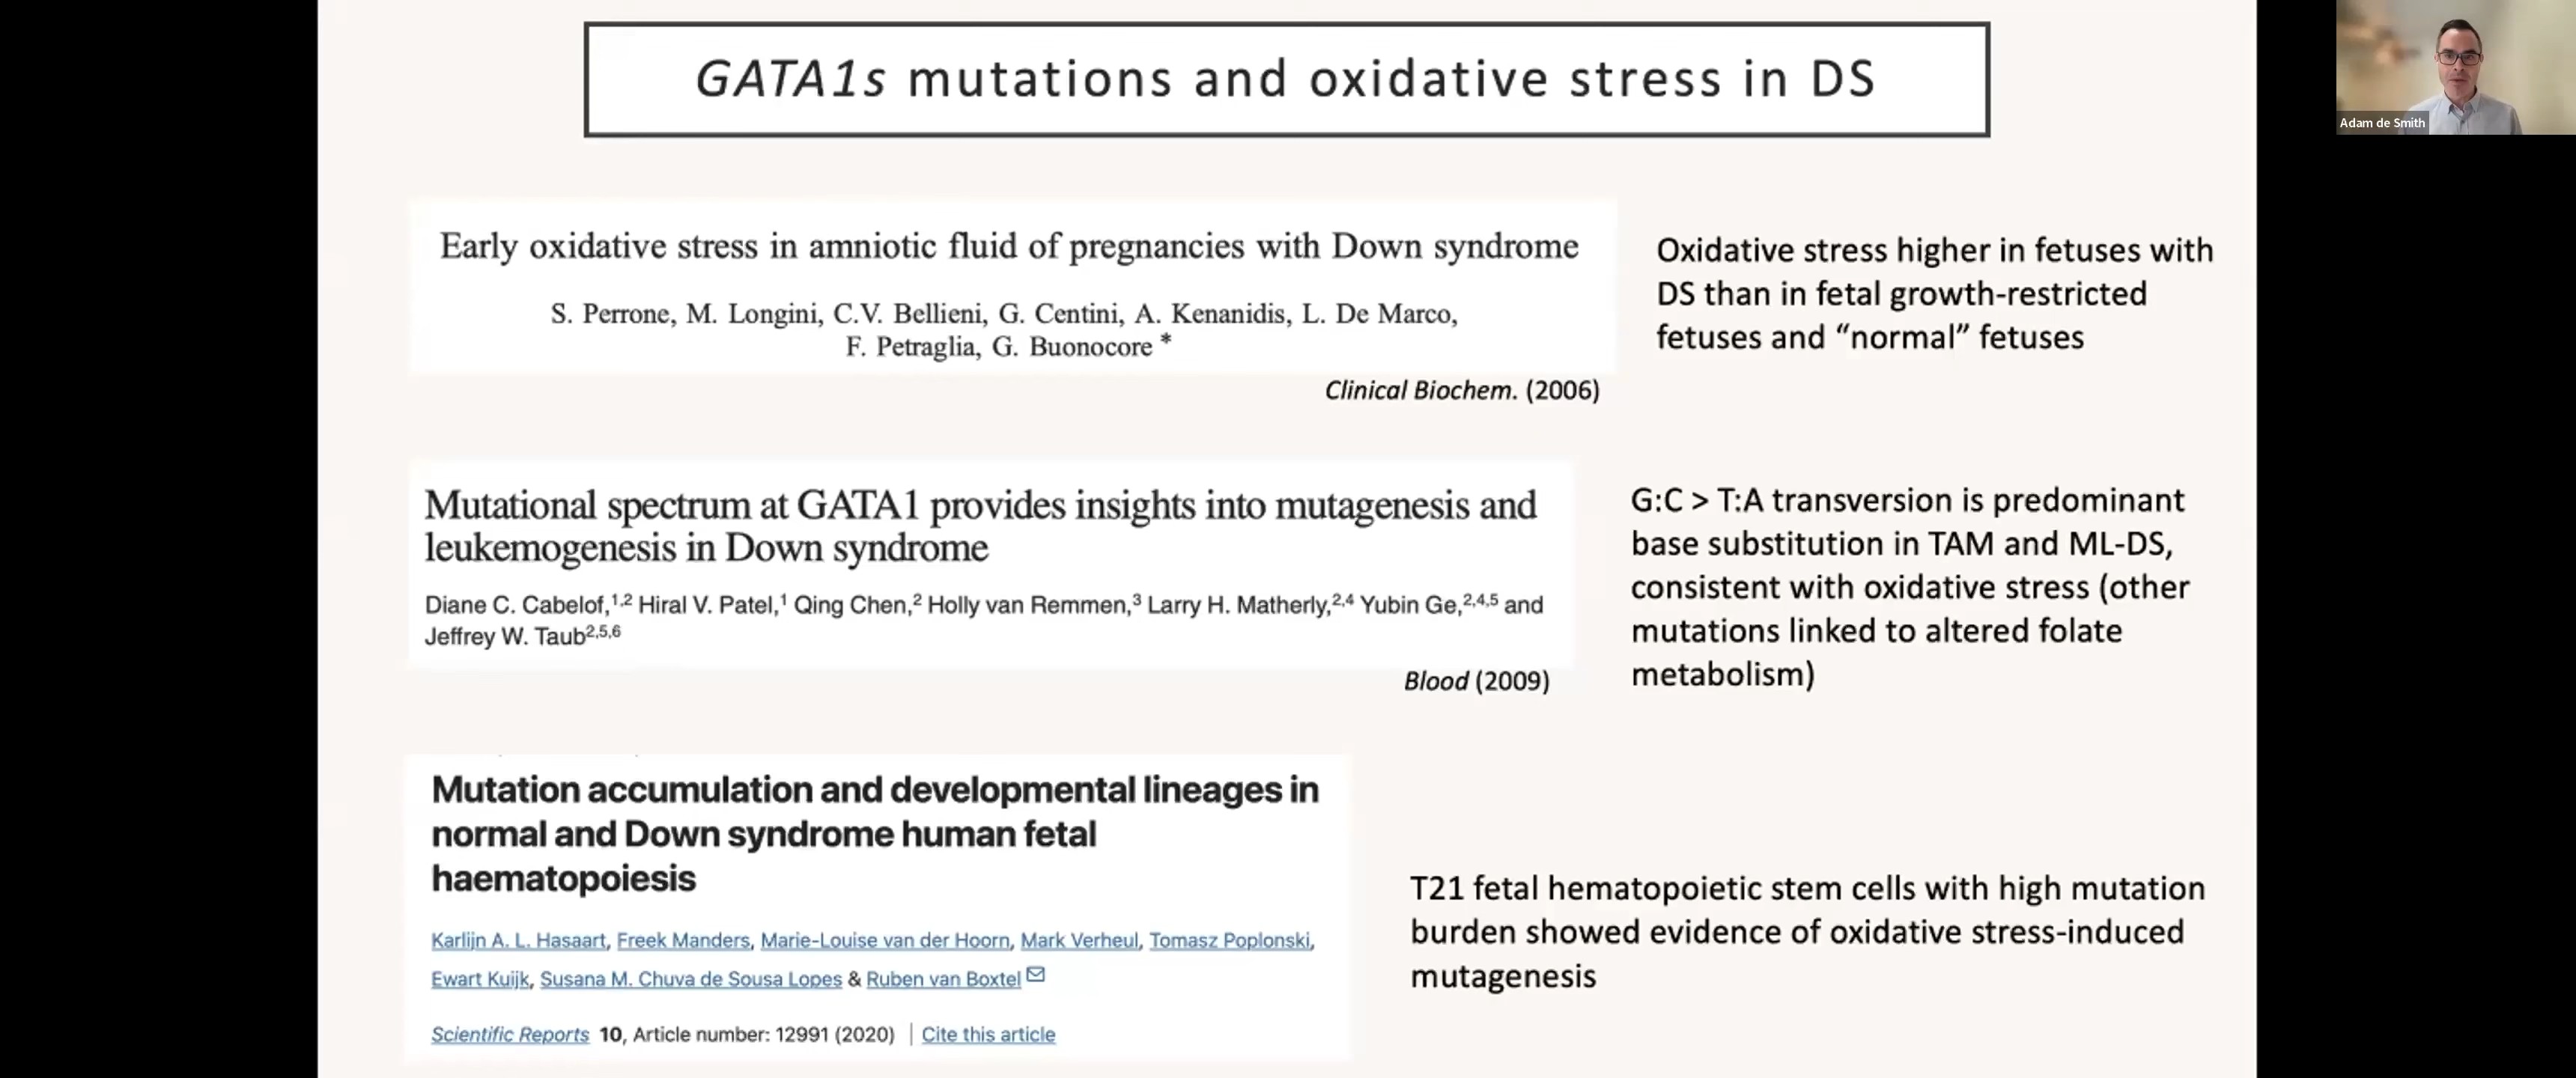 GATA1s mutations and oxidative stress in DS
Adam de Smith
Early oxidative stress in amniotic fluid of pregnancies with Down syndrome
S. Perrone, M. Longini, C.V. Bellieni, G. Centini, A. Kenanidis, L. De Marco,
F. Petraglia, G. Buonocore *
Clinical Biochem. (2006)
Oxidative stress higher in fetuses with
DS than in fetal growth-restricted
fetuses and “normal” fetuses
Mutational spectrum at GATA1 provides insights into mutagenesis and
leukemogenesis in Down syndrome
Diane C. Cabelof,1,2 Hiral V. Patel,1 Qing Chen,2 Holly van Remmen,3 Larry H. Matherly,2,4 Yubin Ge,2,4,5 and
Jeffrey W. Taub2,5,6
Blood (2009)
G:C > T:A transversion is predominant
base substitution in TAM and ML-DS,
consistent with oxidative stress (other
mutations linked to altered folate
metabolism)
Mutation accumulation and developmental lineages in
normal and Down syndrome human fetal
haematopoiesis
Karlijn A. L. Hasaart, Freek Manders, Marie-Louise van der Hoorn, Mark Verheul, Tomasz Poplonski,
Ewart Kuijk, Susana M. Chuva de Sousa Lopes & Ruben van Boxtel
Scientific Reports 10, Article number: 12991 (2020) | Cite this article
T21 fetal hematopoietic stem cells with high mutation
burden showed evidence of oxidative stress-induced
mutagenesis